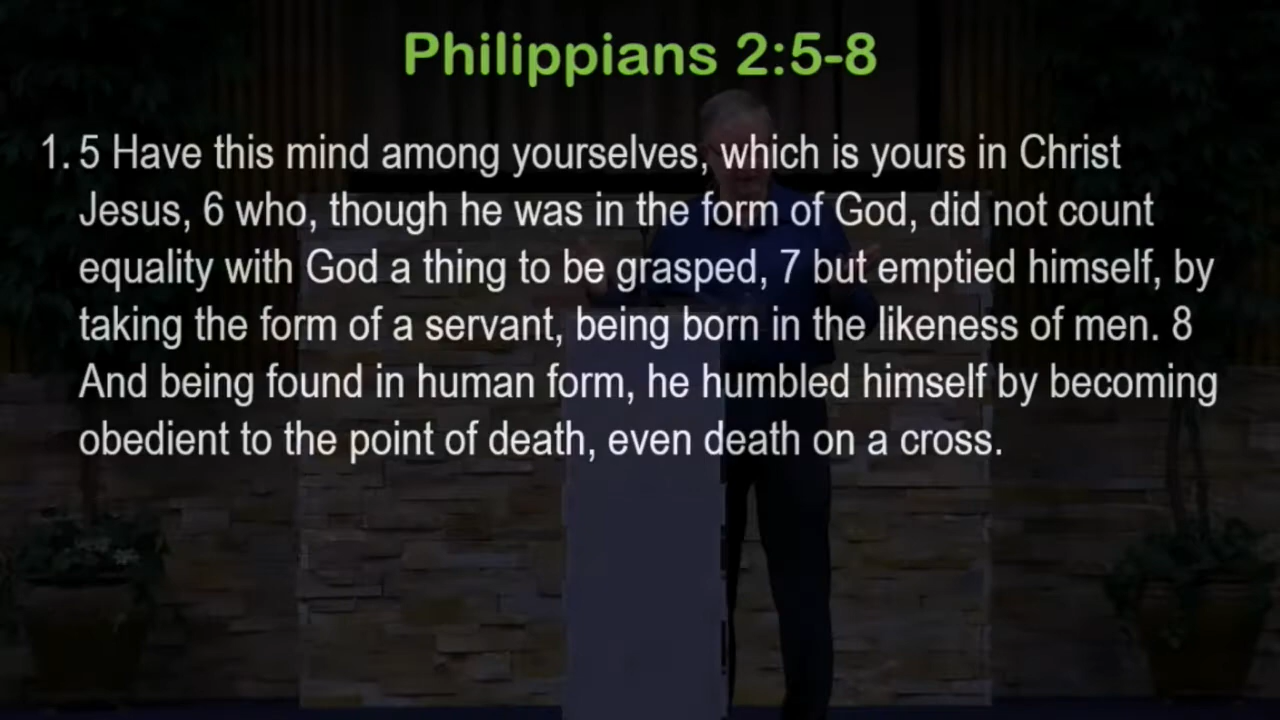 Philippians 2:5-8
1. 5 Have this mind among yourselves, which is yours in Christ
Jesus, 6 who, though he was in the form of God, did not count
equality with God a thing to be grasped, 7 but emptied himself, by
taking the form of a servant, being born in the likeness of men. 8
And being found in human form, he humbled himself by becoming
obedient to the point of death, even death on a cross.